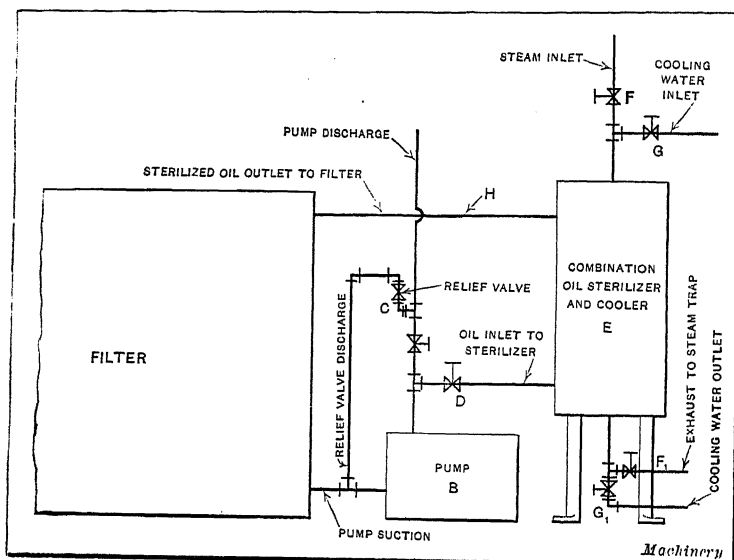 STEAM INLET
COOLING
WATER
INLET
F
PUMP DISCHARGE
G
STERILIZED OIL OUTLET TO FILTER
H
COMBINATION
OIL STERILIZER
AND COOLER
E
RELIEF VALVE
C
OIL INLET TO
STERILIZER
FILTER
RELIEF VALVE DISCHARGE
D
EXHAUST TO STEAM TRAP
COOLING WATER OUTLET
PUMP
B
F1
G1
PUMP SUCTION
Machinery